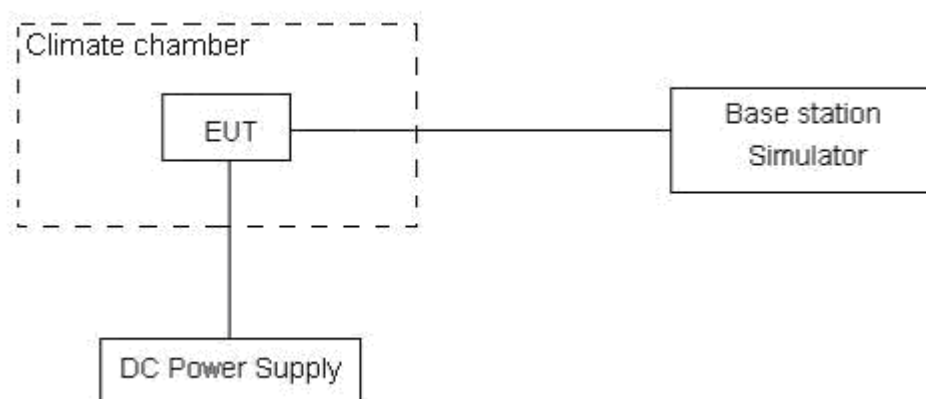 Climate chamber
EUT
Base station
Simulator
DC Power Supply